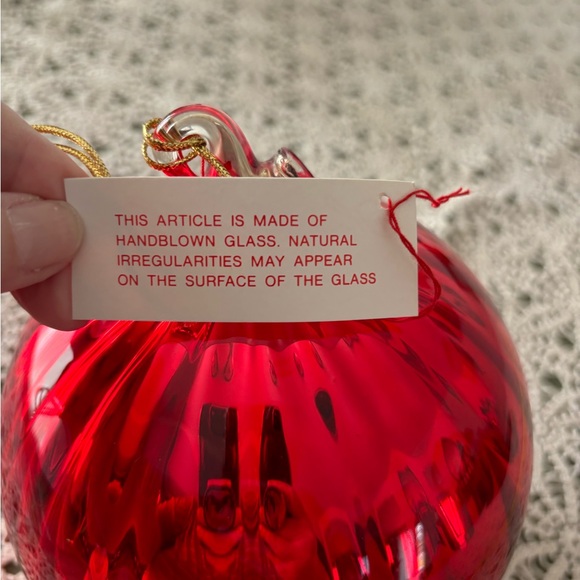 THIS ARTICLE IS MADE OF
HANDBLOWN GLASS. NATURAL
IRREGULARITIES MAY APPEAR
ON THE SURFACE OF THE GLASS